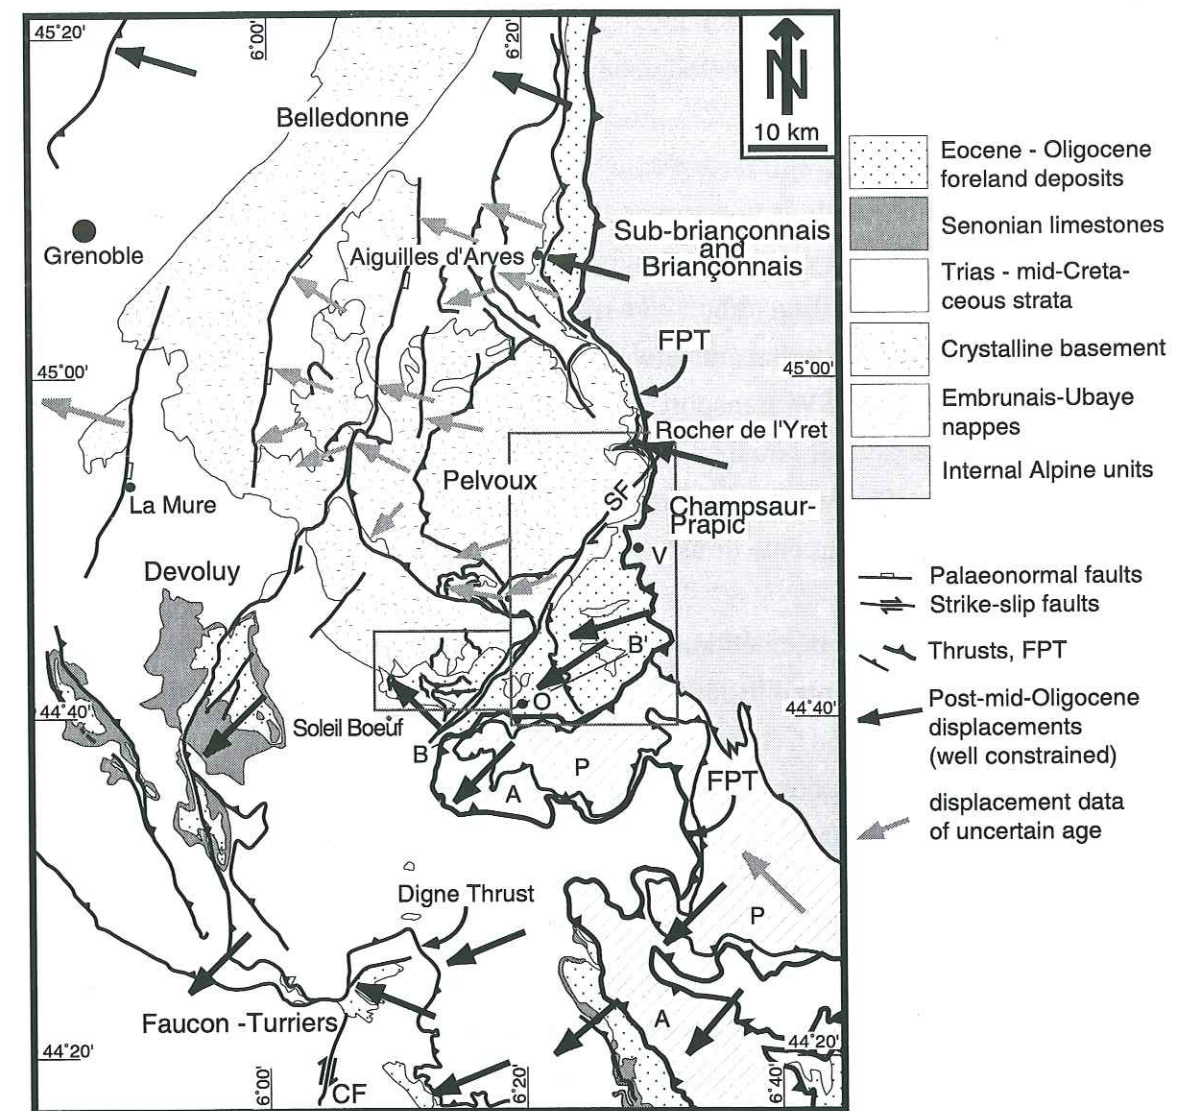 45°20'
6°00'
6°20'
N
10 km
Belledonne
Grenoble
Aiguilles d'Arves
Sub-briançonnais
and
Briançonnais
FPT
45°00'
45°00'
Rocher de l'Yret
Pelvoux
SF
Champsaur-
Prapic
La Mure
V
Devoluy
B'
O
44°40'
44°40'
Soleil Boeuf
B
P
A
FPT
Digne Thrust
P
Faucon -Turriers
A
44°20'
44°20'
CF
6°00'
6°20'
6°40'
Eocene - Oligocene
foreland deposits
Senonian limestones
Trias - mid-Creta-
ceous strata
Crystalline basement
Embrunais-Ubaye
nappes
Internal Alpine units
Palaeonormal faults
Strike-slip faults
Thrusts, FPT
Post-mid-Oligocene
displacements
(well constrained)
displacement data
of uncertain age